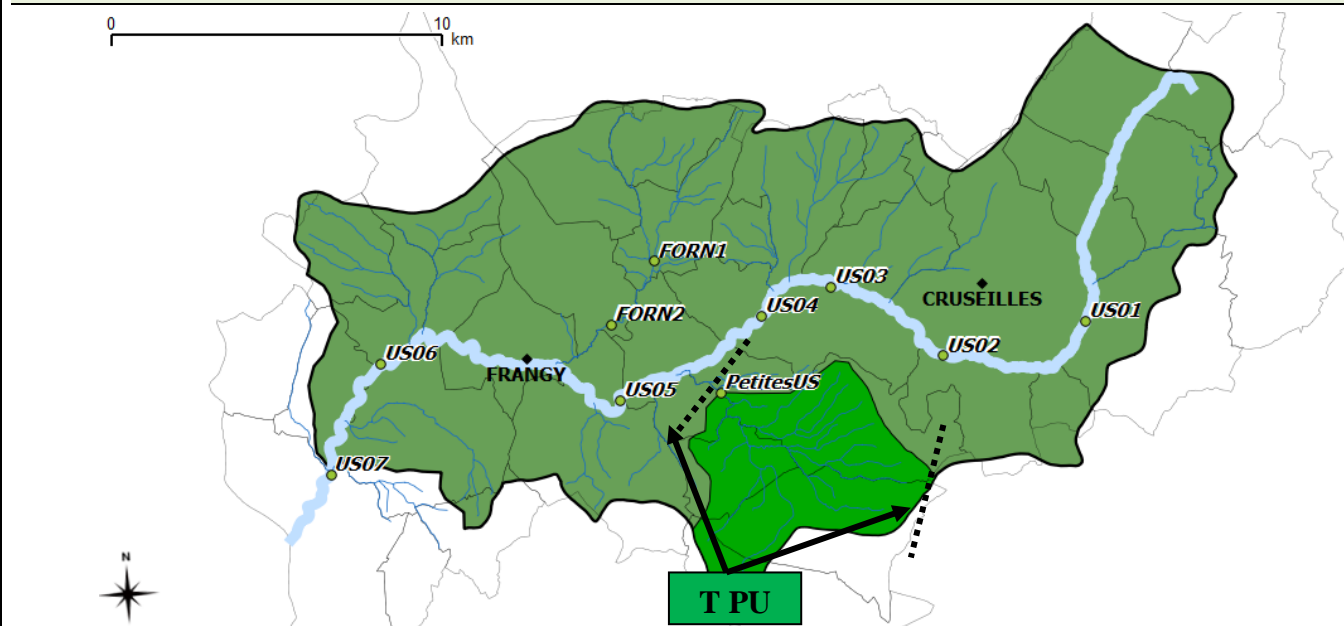 0 10
km
FORN1
US03
CRUSEILLES
US04
US01
FORN2
US02
US06
FRANGY
PetitesUS
US05
US07
N
T PU